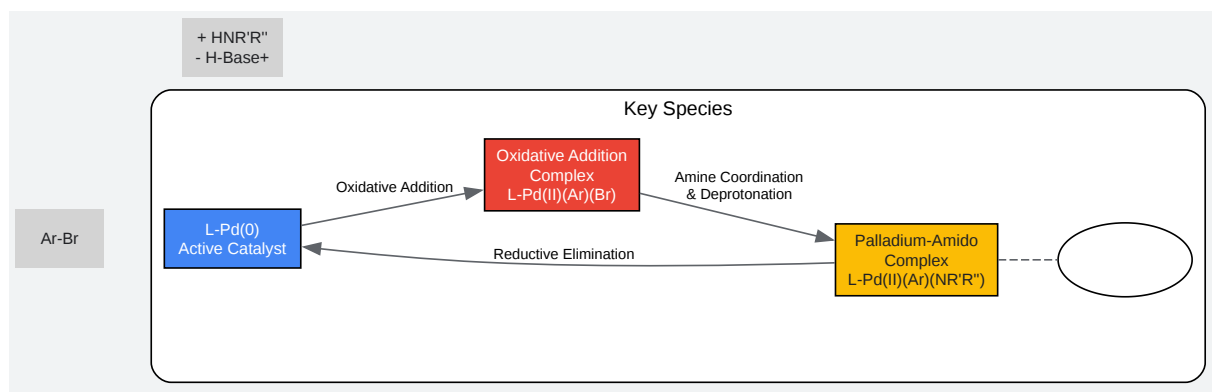 + HNR'R''
- H-Base+
Key Species
Oxidative Addition
Complex
L-Pd(II)(Ar)(Br)
Oxidative Addition
Amine Coordination
& Deprotonation
Ar-Br
L-Pd(0)
Active Catalyst
Reductive Elimination
Palladium-Amido
Complex
L-Pd(II)(Ar)(NR'R'')